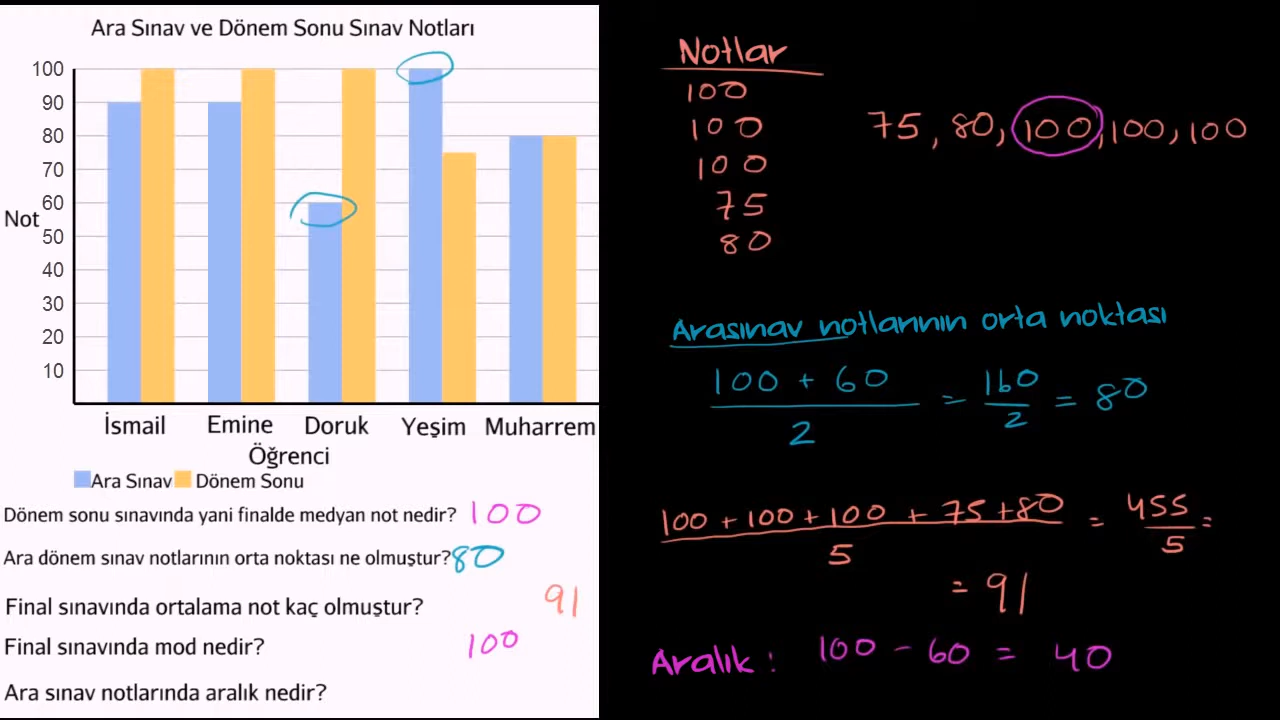 Ara Sınav ve Dönem Sonu Sınav Notları
100
90
80
70
60
Not
50
40
30
20
10
İsmail Emine Doruk Yeşim Muharrem
Öğrenci
Ara Sınav Dönem Sonu
Dönem sonu sınavında yani finalde medyan not nedir? 100
Ara dönem sınav notlarının orta noktası ne olmuştur? 80
Final sınavında ortalama not kaç olmuştur? 91
Final sınavında mod nedir? 100
Ara sınav notlarında aralık nedir?
Notlar
100
100
100
75
80
75, 80, 100, 100, 100
Arasınav notlarının orta noktası
100 + 60
2
= 160
2
= 80
100 + 100 + 100 + 75 + 80
5
= 455
5
=
= 91
Aralık : 100 - 60 = 40